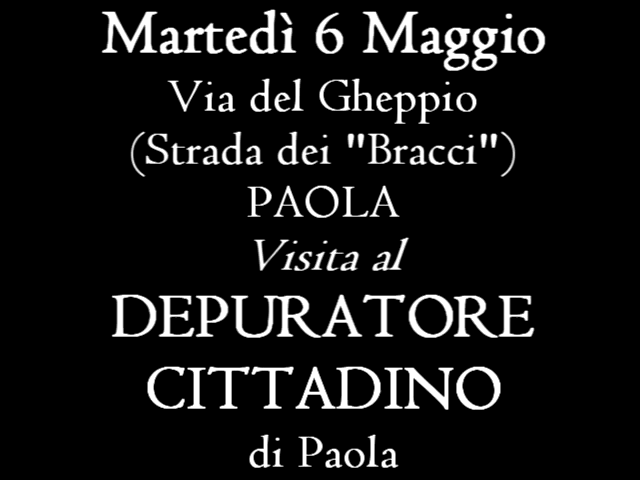 Martedì 6 Maggio
Via del Gheppio
(Strada dei "Bracci")
PAOLA
Visita al
DEPURATORE
CITTADINO
di Paola